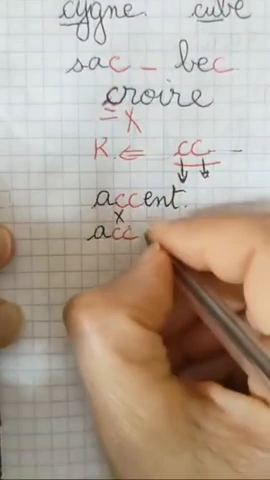 cygne cube
sac - bec
croire
= X
K ⇐ cc -
accent.
x
acc